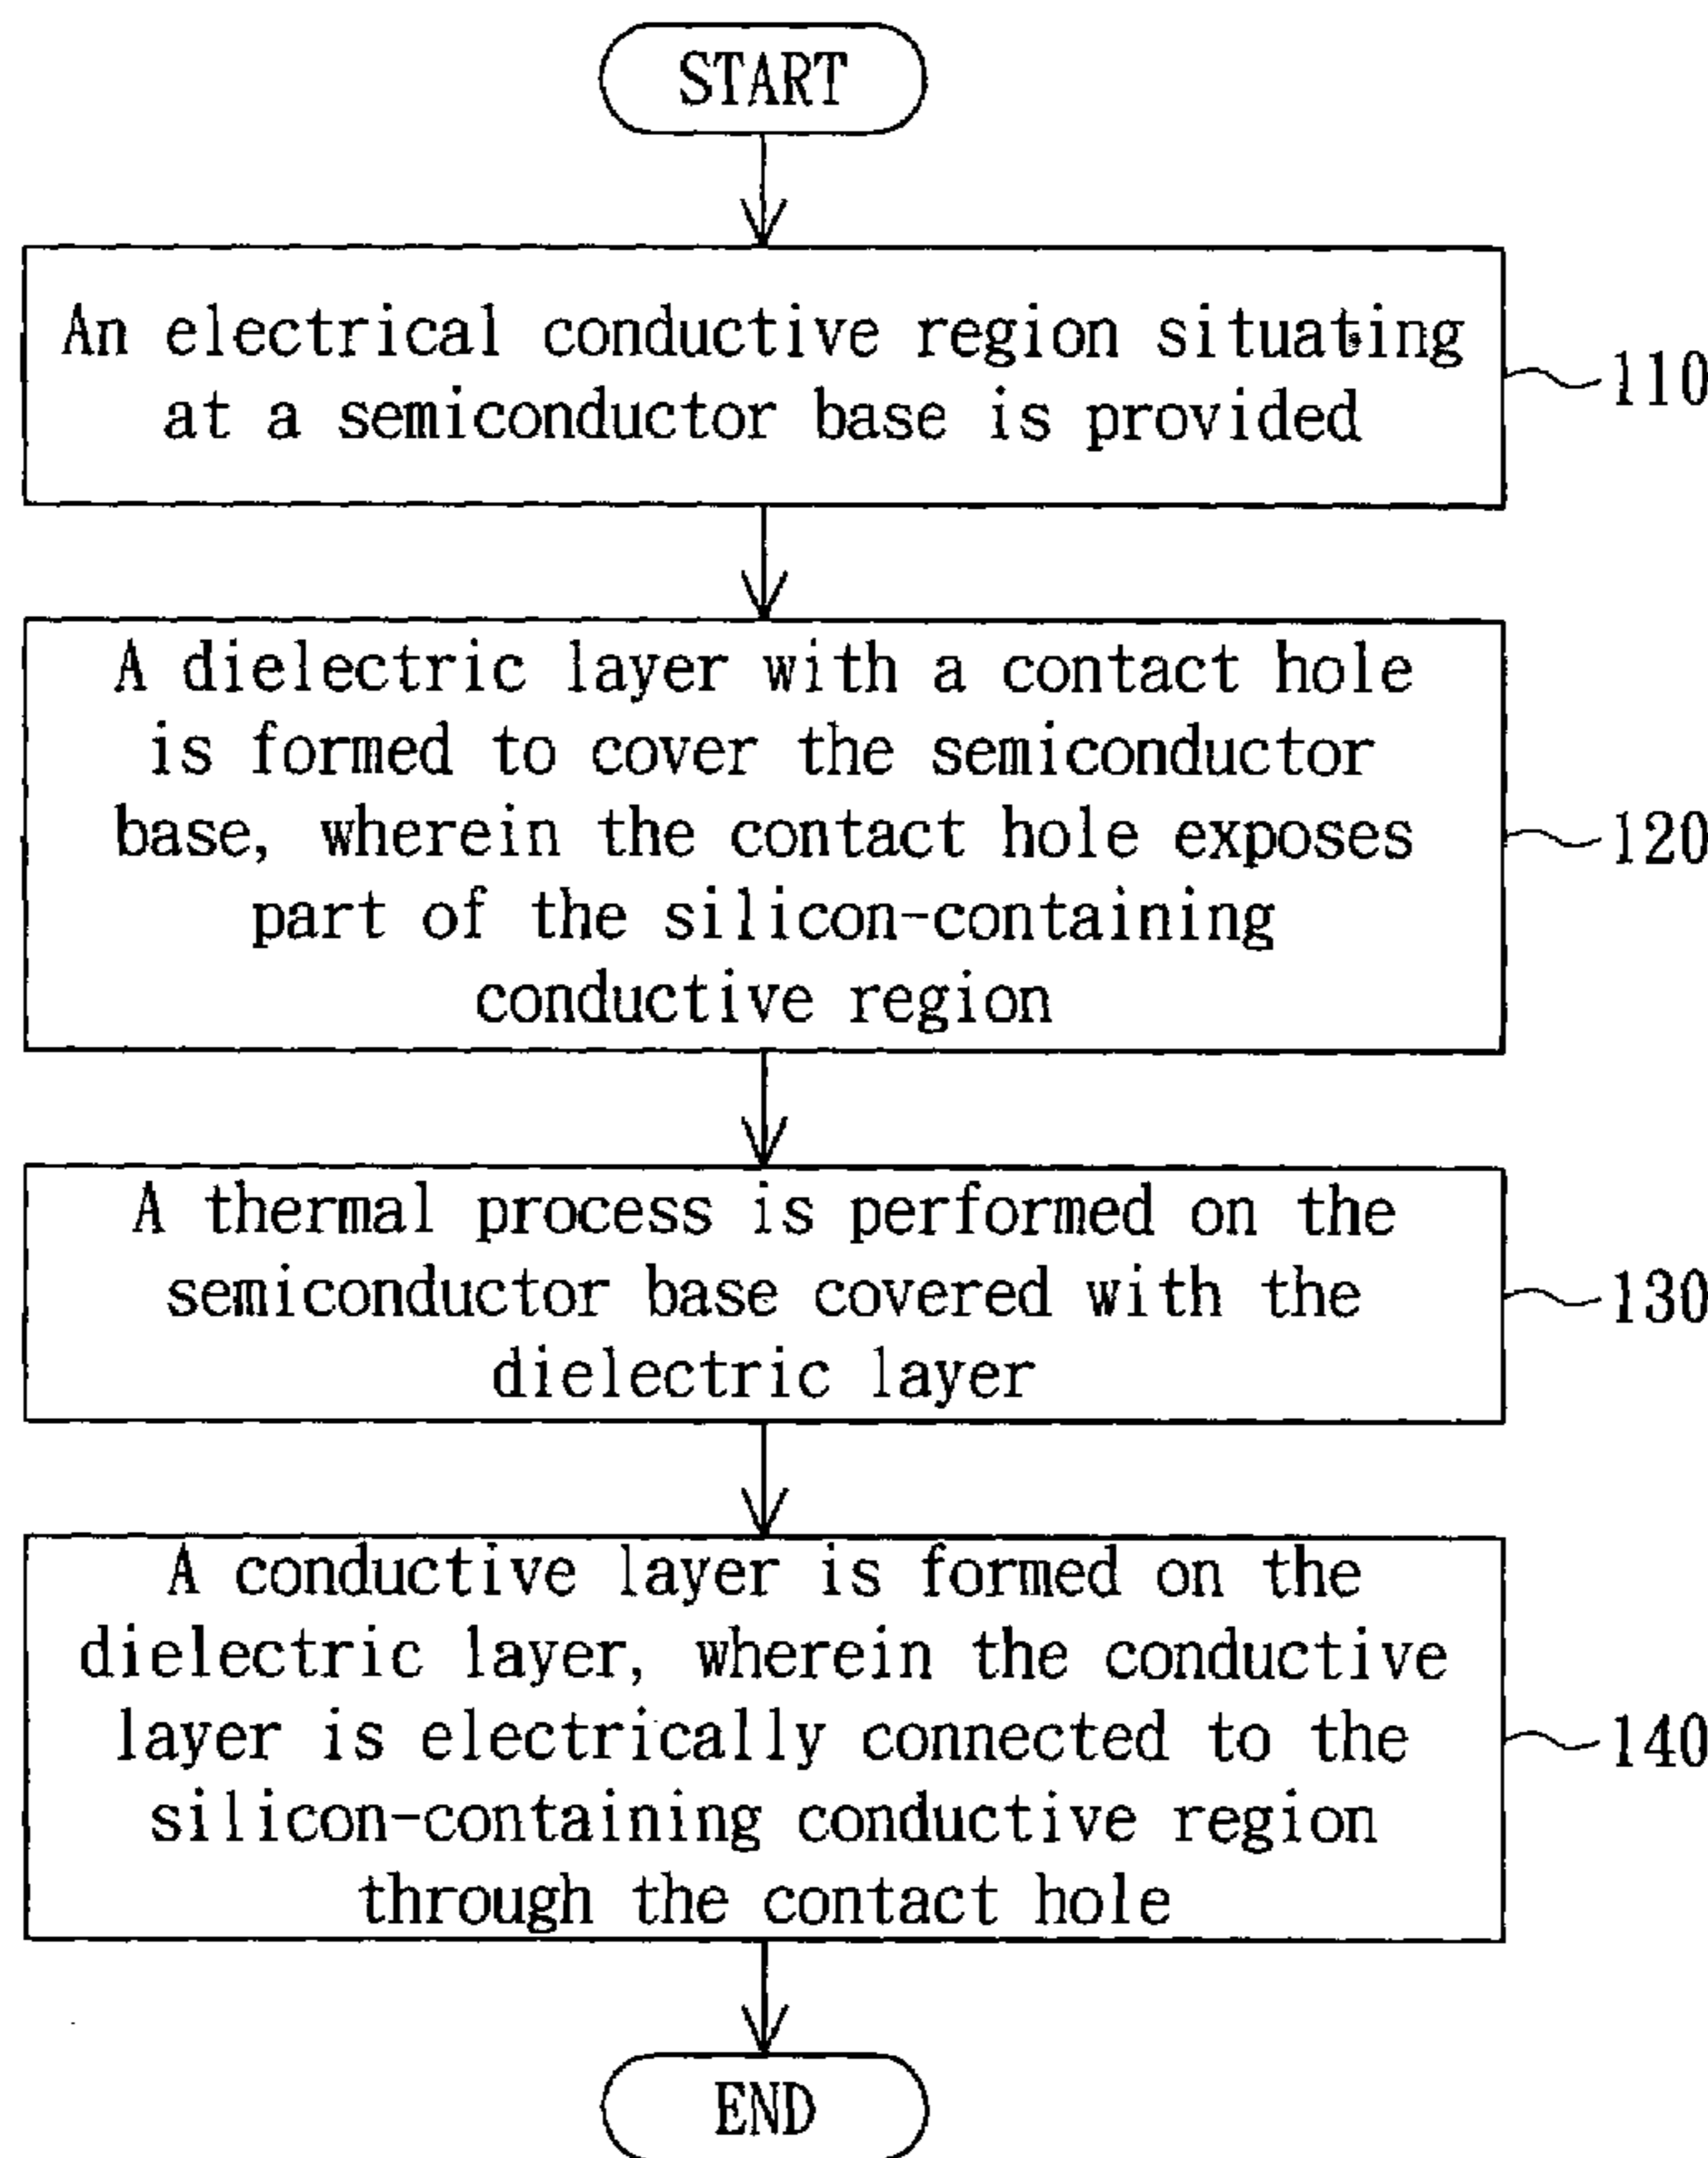 START
An electrical conductive region situating
at a semiconductor base is provided
110
A dielectric layer with a contact hole
is formed to cover the semiconductor
base, wherein the contact hole exposes
part of the silicon-containing
conductive region
120
A thermal process is performed on the
semiconductor base covered with the
dielectric layer
130
A conductive layer is formed on the
dielectric layer, wherein the conductive
layer is electrically connected to the
silicon-containing conductive region
through the contact hole
140
END